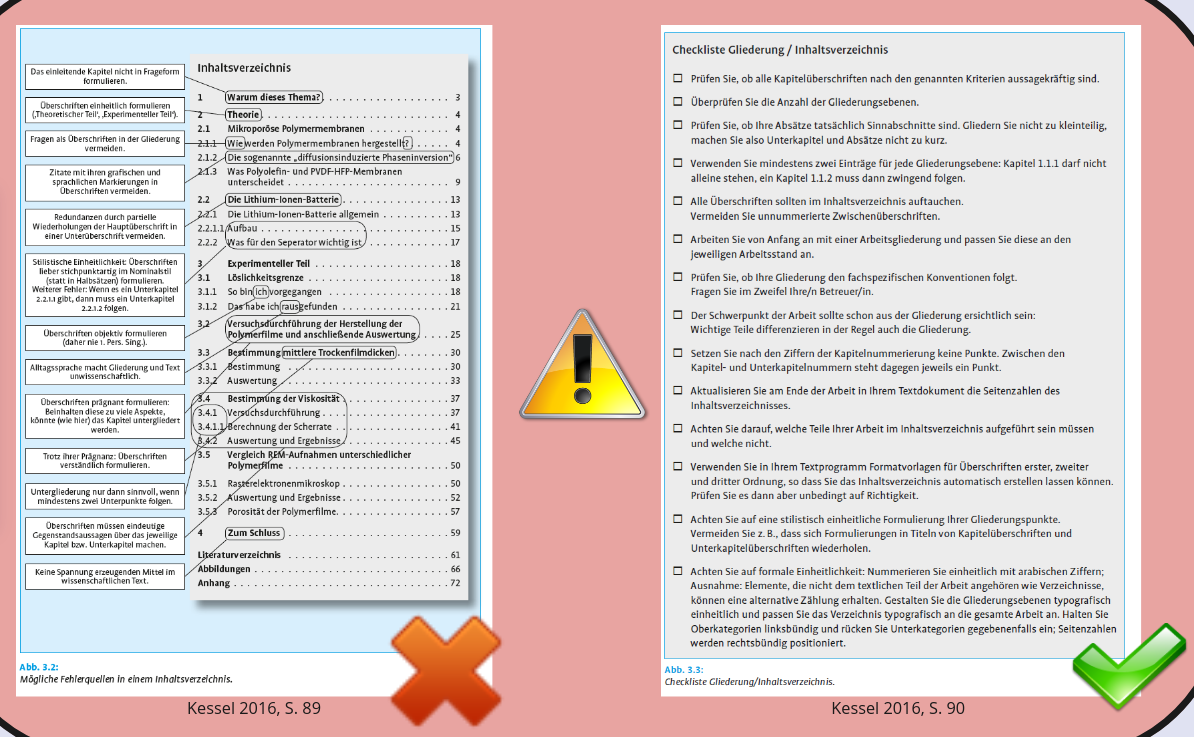 Das einleitende Kapitel nicht in Frageform
formulieren.
Überschriften einheitlich formulieren
(‚Theoretischer Teil‘, ‚Experimenteller Teil‘).
Fragen als Überschriften in der Gliederung
vermeiden.
Zitate mit ihren grafischen und
sprachlichen Markierungen in
Überschriften vermeiden.
Redundanzen durch partielle
Wiederholungen der Hauptüberschrift in
einer Unterüberschrift vermeiden.
Stilistische Einheitlichkeit: Überschriften
lieber stichpunktartig im Nominalstil
(statt in Halbsätzen) formulieren.
Weiterer Fehler: Wenn es ein Unterkapitel
2.2.1.1 gibt, dann muss ein Unterkapitel
2.2.1.2 folgen.
Überschriften objektiv formulieren
(daher nie 1. Pers. Sing.).
Alltagssprache macht Gliederung und Text
unwissenschaftlich.
Überschriften prägnant formulieren:
Beinhalten diese zu viele Aspekte,
könnte (wie hier) das Kapitel untergliedert
werden.
Trotz ihrer Prägnanz: Überschriften
verständlich formulieren.
Untergliederung nur dann sinnvoll, wenn
mindestens zwei Unterpunkte folgen.
Überschriften müssen eindeutige
Gegenstandsaussagen über das jeweilige
Kapitel bzw. Unterkapitel machen.
Keine Spannung erzeugenden Mittel im
wissenschaftlichen Text.
Inhaltsverzeichnis
1 Warum dieses Thema? . . . . . . . . . . 3
2 Theorie . . . . . . . . . . 4
2.1 Mikroporöse Polymermembranen . . . . . . . . . . 4
2.1.1 Wie werden Polymermembranen hergestellt? . . . . . 4
2.1.2 Die sogenannte „diffusionsinduzierte Phaseninversion“ 6
2.1.3 Was Polyolefin- und PVDF-HFP-Membranen
unterscheidet . . . . . . . . . . 9
2.2 Die Lithium-Ionen-Batterie . . . . . . . . . . 13
2.2.1 Die Lithium-Ionen-Batterie allgemein . . . . . . . . . . 13
2.2.1.1 Aufbau . . . . . . . . . . 15
2.2.2 Was für den Seperator wichtig ist . . . . . . . . . . 17
3 Experimenteller Teil . . . . . . . . . . 18
3.1 Löslichkeitsgrenze . . . . . . . . . . 18
3.1.1 So bin ich vorgegangen . . . . . . . . . . 18
3.1.2 Das habe ich rausgefunden . . . . . . . . . . 21
3.2 Versuchsdurchführung der Herstellung der
Polymerfilme und anschließende Auswertung . . . . 25
3.3 Bestimmung mittlere Trockenfilmdicken . . . . . . . 30
3.3.1 Bestimmung . . . . . . . . . . 30
3.3.2 Auswertung . . . . . . . . . . 33
3.4 Bestimmung der Viskosität . . . . . . . . . . 37
3.4.1 Versuchsdurchführung . . . . . . . . . . 37
3.4.1.1 Berechnung der Scherrate . . . . . . . . . . 41
3.4.2 Auswertung und Ergebnisse . . . . . . . . . . 45
3.5 Vergleich REM-Aufnahmen unterschiedlicher
Polymerfilme . . . . . . . . . . 50
3.5.1 Rasterelektronenmikroskop . . . . . . . . . . 50
3.5.2 Auswertung und Ergebnisse . . . . . . . . . . 52
3.5.3 Porosität der Polymerfilme. . . . . . . . . . 57
4 Zum Schluss . . . . . . . . . . 59
Literaturverzeichnis . . . . . . . . . . 61
Abbildungen . . . . . . . . . . 66
Anhang . . . . . . . . . . 72
Abb. 3.2:
Mögliche Fehlerquellen in einem Inhaltsverzeichnis.
Kessel 2016, S. 89
Checkliste Gliederung / Inhaltsverzeichnis
Prüfen Sie, ob alle Kapitelüberschriften nach den genannten Kriterien aussagekräftig sind.
Überprüfen Sie die Anzahl der Gliederungsebenen.
Prüfen Sie, ob Ihre Absätze tatsächlich Sinnabschnitte sind. Gliedern Sie nicht zu kleinteilig,
machen Sie also Unterkapitel und Absätze nicht zu kurz.
Verwenden Sie mindestens zwei Einträge für jede Gliederungsebene: Kapitel 1.1.1 darf nicht
alleine stehen, ein Kapitel 1.1.2 muss dann zwingend folgen.
Alle Überschriften sollten im Inhaltsverzeichnis auftauchen.
Vermeiden Sie unnummerierte Zwischenüberschriften.
Arbeiten Sie von Anfang an mit einer Arbeitsgliederung und passen Sie diese an den
jeweiligen Arbeitsstand an.
Prüfen Sie, ob Ihre Gliederung den fachspezifischen Konventionen folgt.
Fragen Sie im Zweifel Ihre/n Betreuer/in.
Der Schwerpunkt der Arbeit sollte schon aus der Gliederung ersichtlich sein:
Wichtige Teile differenzieren in der Regel auch die Gliederung.
Setzen Sie nach den Ziffern der Kapitelnummerierung keine Punkte. Zwischen den
Kapitel- und Unterkapitelnummern steht dagegen jeweils ein Punkt.
Aktualisieren Sie am Ende der Arbeit in Ihrem Textdokument die Seitenzahlen des
Inhaltsverzeichnisses.
Achten Sie darauf, welche Teile Ihrer Arbeit im Inhaltsverzeichnis aufgeführt sein müssen
und welche nicht.
Verwenden Sie in Ihrem Textprogramm Formatvorlagen für Überschriften erster, zweiter
und dritter Ordnung, so dass Sie das Inhaltsverzeichnis automatisch erstellen lassen können.
Prüfen Sie es dann aber unbedingt auf Richtigkeit.
Achten Sie auf eine stilistisch einheitliche Formulierung Ihrer Gliederungspunkte.
Vermeiden Sie z. B., dass sich Formulierungen in Titeln von Kapitelüberschriften und
Unterkapitelüberschriften wiederholen.
Achten Sie auf formale Einheitlichkeit: Nummerieren Sie einheitlich mit arabischen Ziffern;
Ausnahme: Elemente, die nicht dem textlichen Teil der Arbeit angehören wie Verzeichnisse,
können eine alternative Zählung erhalten. Gestalten Sie die Gliederungsebenen typografisch
einheitlich und passen Sie das Verzeichnis typografisch an die gesamte Arbeit an. Halten Sie
Oberkategorien linksbündig und rücken Sie Unterkategorien gegebenenfalls ein; Seitenzahlen
werden rechtsbündig positioniert.
Abb. 3.3:
Checkliste Gliederung/Inhaltsverzeichnis.
Kessel 2016, S. 90